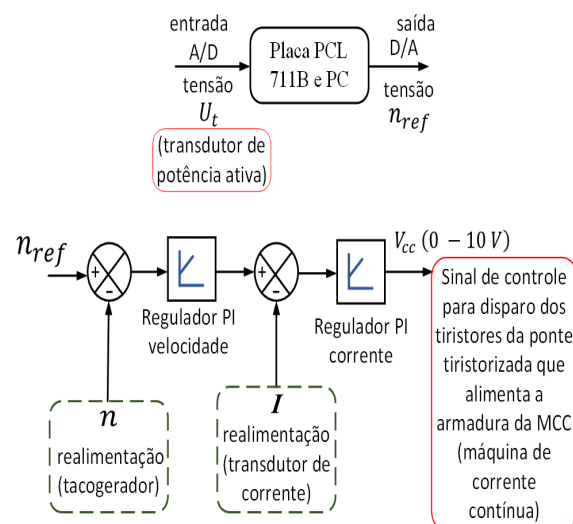 entrada
A/D
tensão
U_t
(transdutor de
potência ativa)
Placa PCL
711B e PC
saída
D/A
tensão
n_ref
n_ref
+
-
Regulador PI
velocidade
+
-
Regulador PI
corrente
V_cc (0 – 10 V)
Sinal de controle
para disparo dos
tiristores da ponte
tiristorizada que
alimenta a
armadura da MCC
(máquina de
corrente
contínua)
n
realimentação
(tacogerador)
I
realimentação
(transdutor de
corrente)